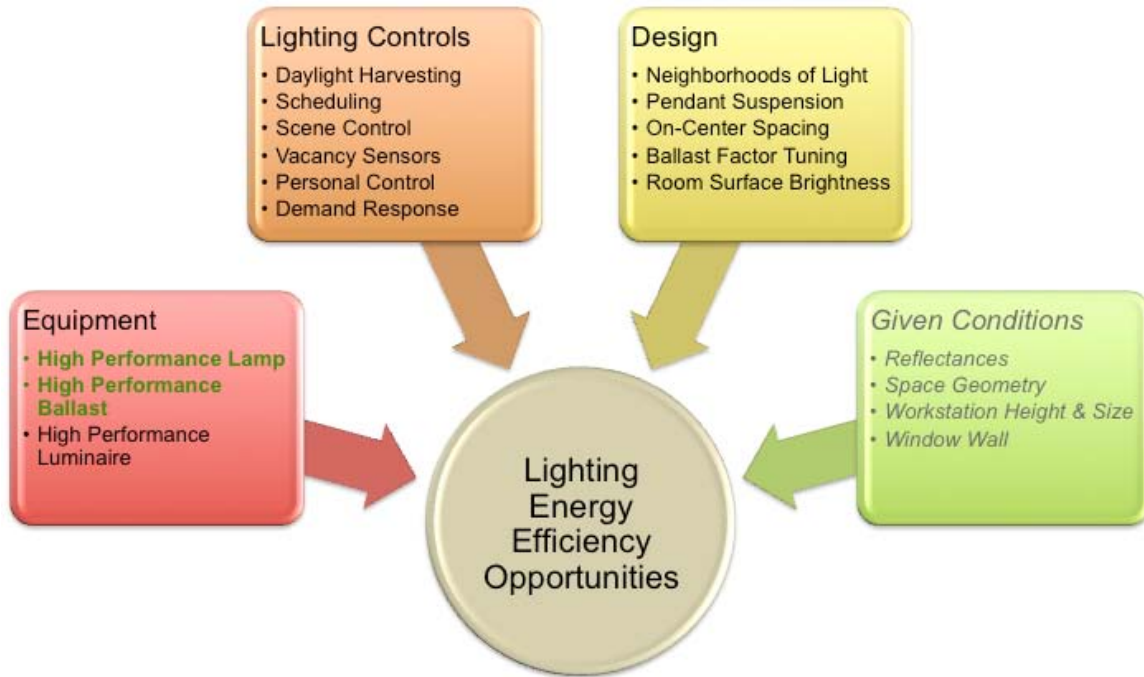 Lighting Controls
• Daylight Harvesting
• Scheduling
• Scene Control
• Vacancy Sensors
• Personal Control
• Demand Response
Design
• Neighborhoods of Light
• Pendant Suspension
• On-Center Spacing
• Ballast Factor Tuning
• Room Surface Brightness
Equipment
• High Performance Lamp
• High Performance
Ballast
• High Performance
Luminaire
Given Conditions
• Reflectances
• Space Geometry
• Workstation Height & Size
• Window Wall
Lighting
Energy
Efficiency
Opportunities